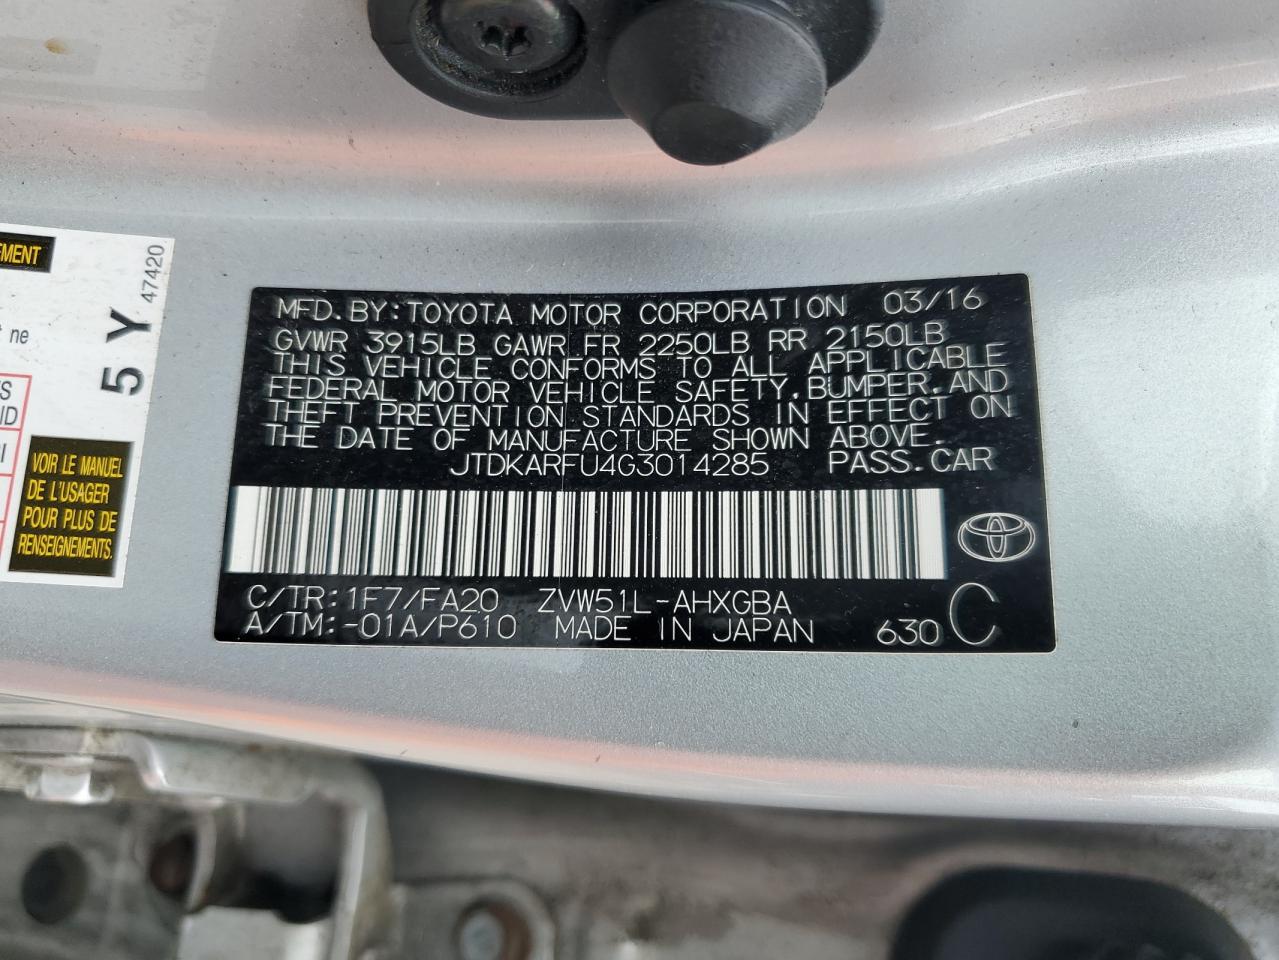 EMENT
ne
47420
5 Y
S
ID
VOIR LE MANUEL
DE L'USAGER
POUR PLUS DE
RENSEIGNEMENTS.
MFD. BY: TOYOTA MOTOR CORPORATION 03/16
GVWR 3915LB GAWR FR 2250LB RR 2150LB
THIS VEHICLE CONFORMS TO ALL APPLICABLE
FEDERAL MOTOR VEHICLE SAFETY, BUMPER, AND
THEFT PREVENTION STANDARDS IN EFFECT ON
THE DATE OF MANUFACTURE SHOWN ABOVE.
JTDKARFU4G3014285 PASS. CAR
C/TR: 1F7/FA20 ZVW51L-AHXGBA
A/TM: -01A/P610 MADE IN JAPAN 630 C